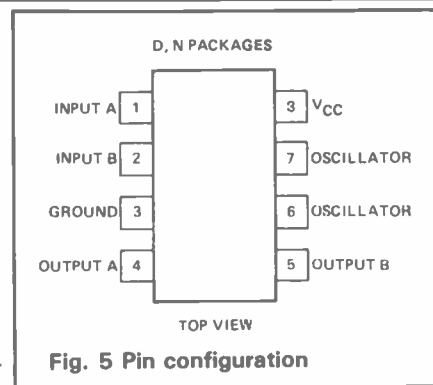 D, N PACKAGES
INPUT A 1 3 VCC
INPUT B 2 7 OSCILLATOR
GROUND 3 6 OSCILLATOR
OUTPUT A 4 5 OUTPUT B
TOP VIEW
Fig. 5 Pin configuration